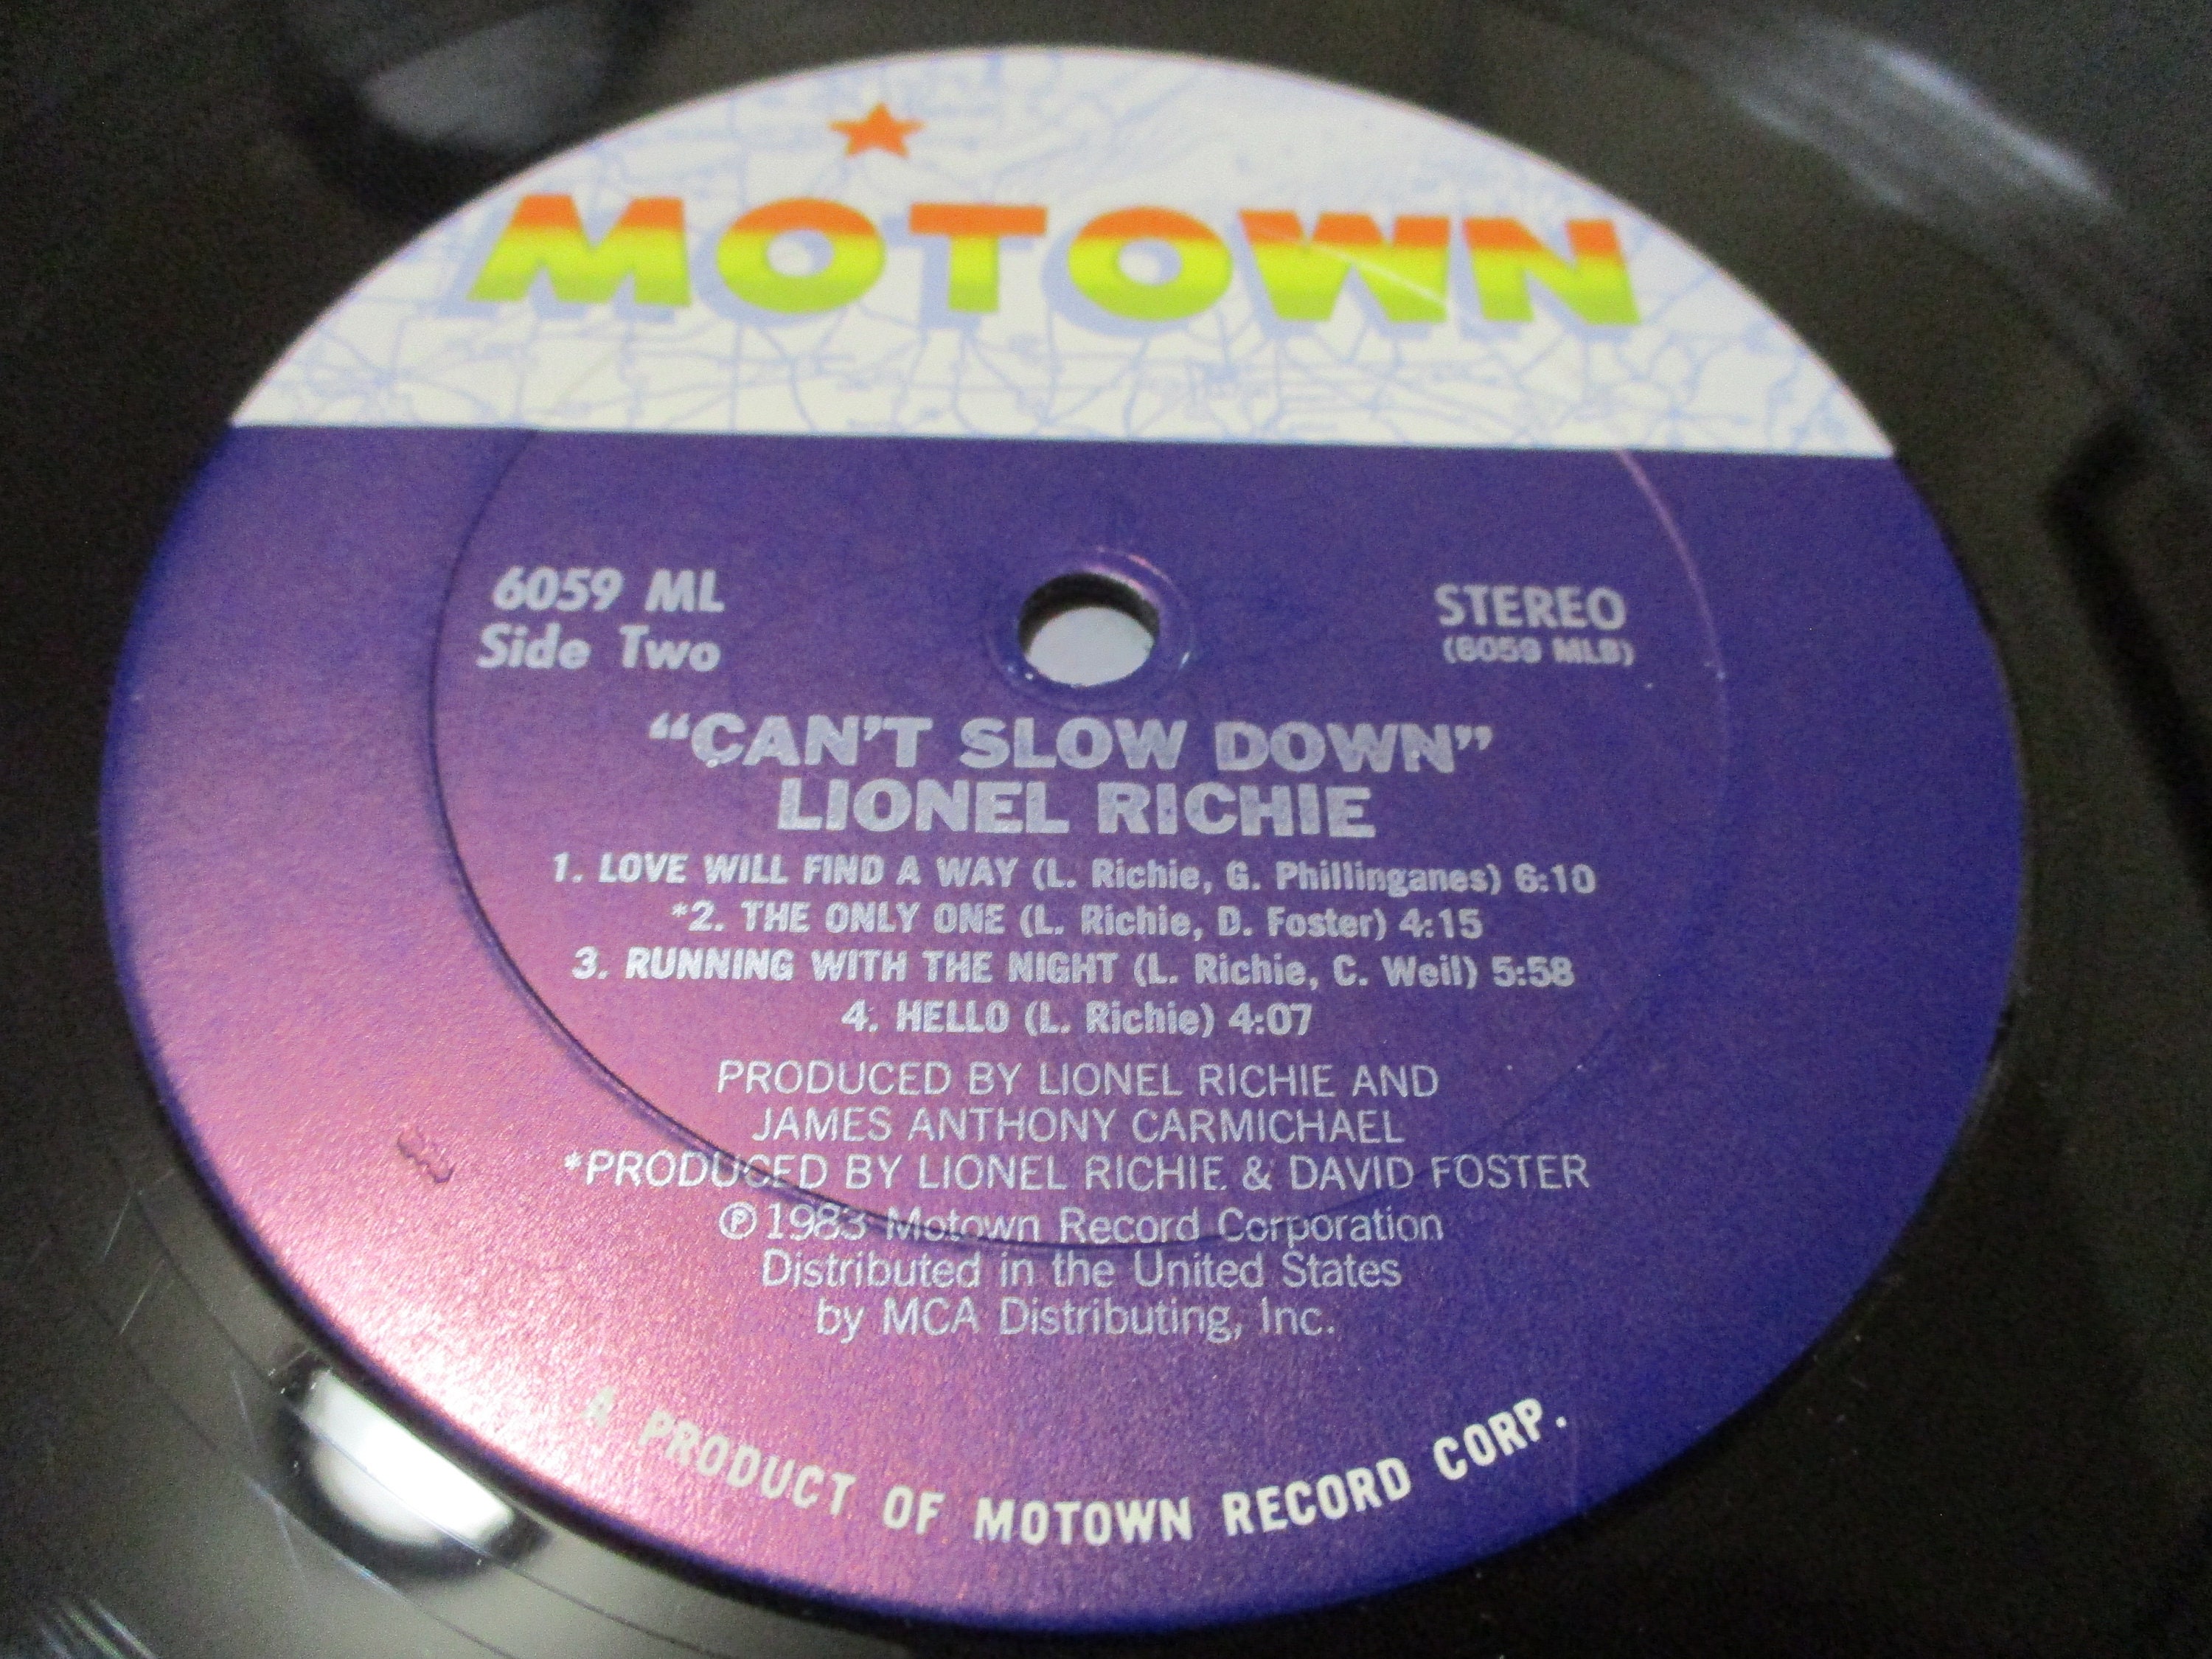 MOTOWN
6059 ML
Side Two
STEREO
(6059 MLB)
“CAN’T SLOW DOWN”
LIONEL RICHIE
1. LOVE WILL FIND A WAY (L. Richie, G. Phillinganes) 6:10
*2. THE ONLY ONE (L. Richie, D. Foster) 4:15
3. RUNNING WITH THE NIGHT (L. Richie, C. Weil) 5:58
4. HELLO (L. Richie) 4:07
PRODUCED BY LIONEL RICHIE AND
JAMES ANTHONY CARMICHAEL
*PRODUCED BY LIONEL RICHIE & DAVID FOSTER
℗ 1983 Motown Record Corporation
Distributed in the United States
by MCA Distributing, Inc.
A PRODUCT OF MOTOWN RECORD CORP.